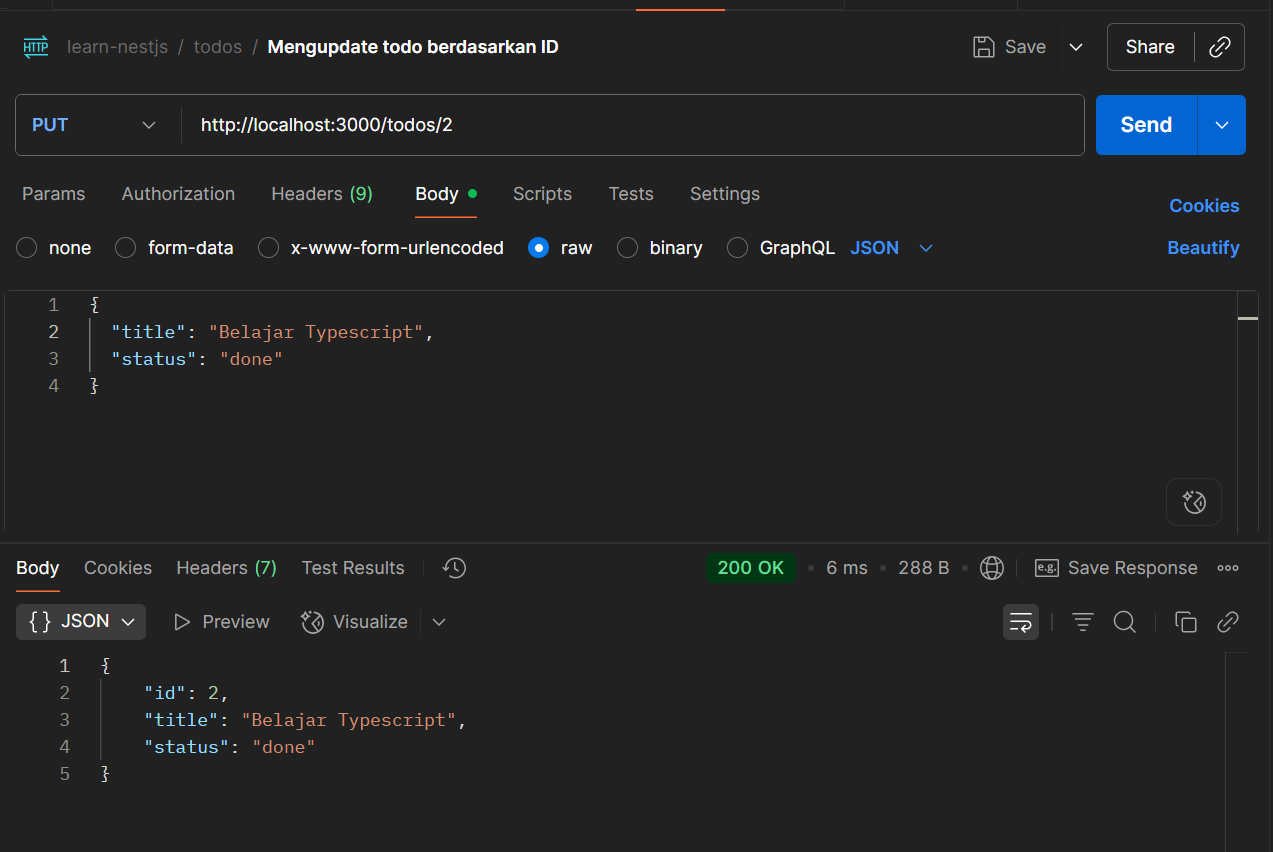 HTTP learn-nestjs / todos / Mengupdate todo berdasarkan ID Save Share
PUT http://localhost:3000/todos/2 Send
Params Authorization Headers (9) Body Scripts Tests Settings Cookies
none form-data x-www-form-urlencoded raw binary GraphQL JSON Beautify
1 {
2 "title": "Belajar Typescript",
3 "status": "done"
4 }
Body Cookies Headers (7) Test Results 200 OK • 6 ms • 288 B • e.g. Save Response
{} JSON Preview Visualize
1 {
2 "id": 2,
3 "title": "Belajar Typescript",
4 "status": "done"
5 }